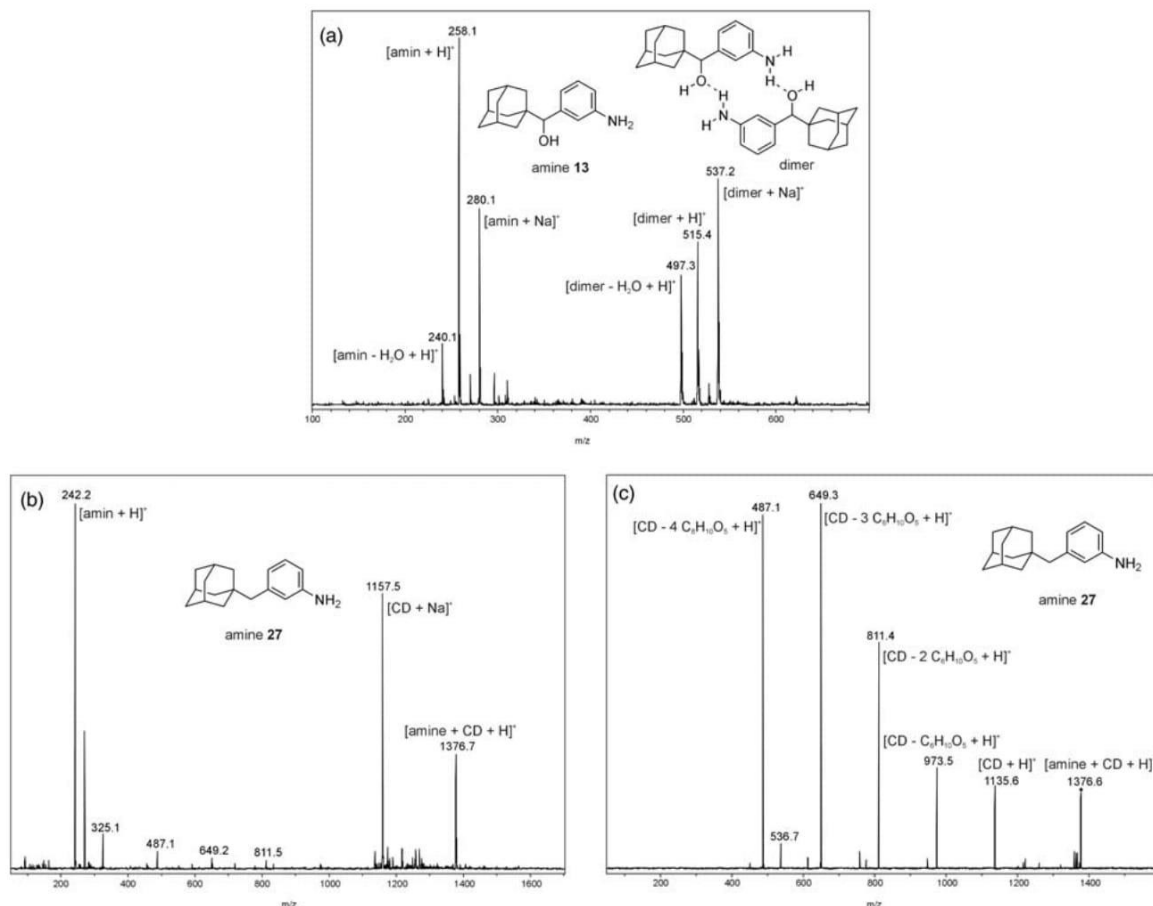 (a)
258.1
[amin + H]⁺
OH
NH₂
amine 13
H O H
N H
H
N
H
O H
dimer
280.1
[amin + Na]⁺
537.2
[dimer + Na]⁺
[dimer + H]⁺
515.4
497.3
[dimer - H₂O + H]⁺
240.1
[amin - H₂O + H]⁺
100 200 300 400 500 600
m/z
(b)
242.2
[amin + H]⁺
NH₂
amine 27
1157.5
[CD + Na]⁺
[amine + CD + H]⁺
1376.7
325.1
487.1
649.2
811.5
200 400 600 800 1000 1200 1400 1600
m/z
(c)
649.3
[CD - 3 C₆H₁₀O₅ + H]⁺
487.1
[CD - 4 C₆H₁₀O₅ + H]⁺
NH₂
amine 27
811.4
[CD - 2 C₆H₁₀O₅ + H]⁺
[CD - C₆H₁₀O₅ + H]⁺
973.5
[CD + H]⁺
1135.6
[amine + CD + H]
1376.6
536.7
200 400 600 800 1000 1200 1400
m/z